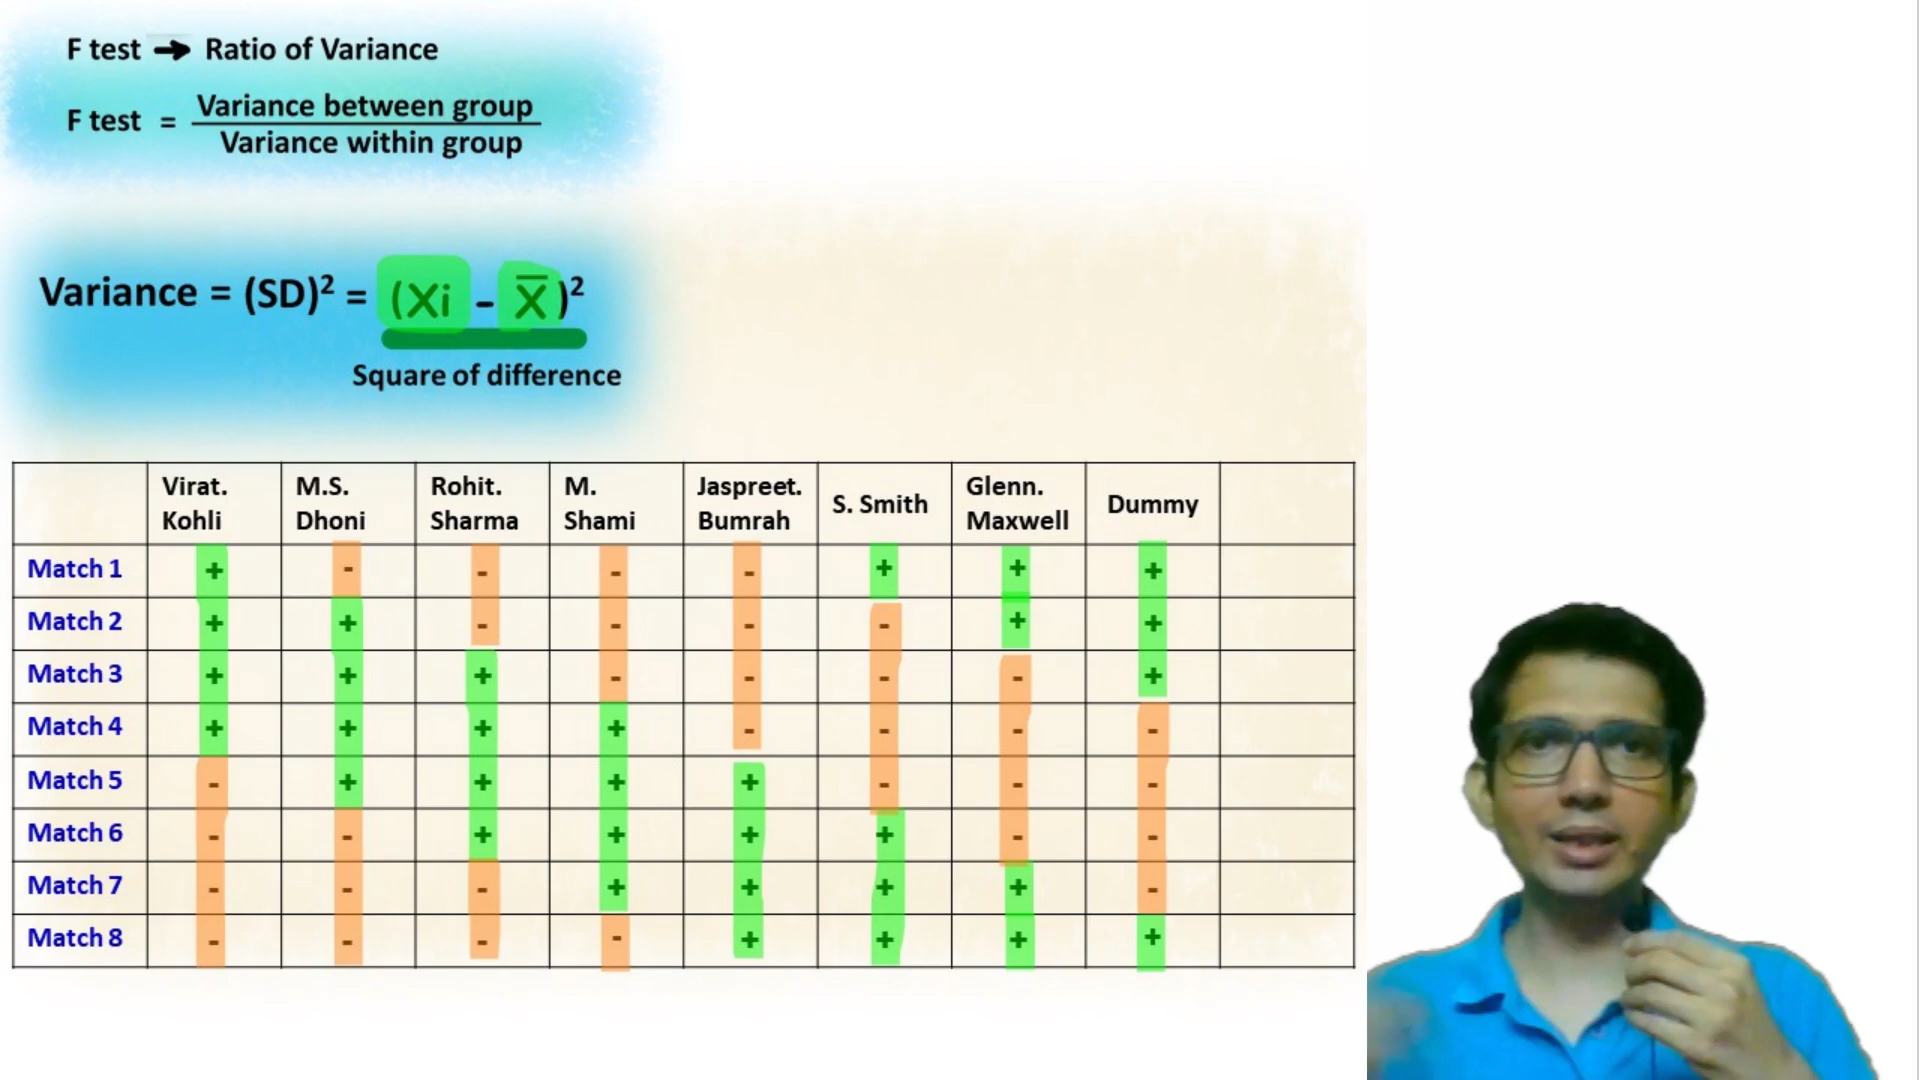 F test → Ratio of Variance
F test = Variance between group
Variance within group
Variance = (SD)² = (Xi - X̅)²
Square of difference
Virat. Kohli M.S. Dhoni Rohit. Sharma M. Shami Jaspreet. Bumrah S. Smith Glenn. Maxwell Dummy
Match 1 + - - - - + + +
Match 2 + + - - - - + +
Match 3 + + + - - - - +
Match 4 + + + + - - - -
Match 5 - + + + + - - -
Match 6 - - + + + + - -
Match 7 - - - + + + + -
Match 8 - - - - + + + +